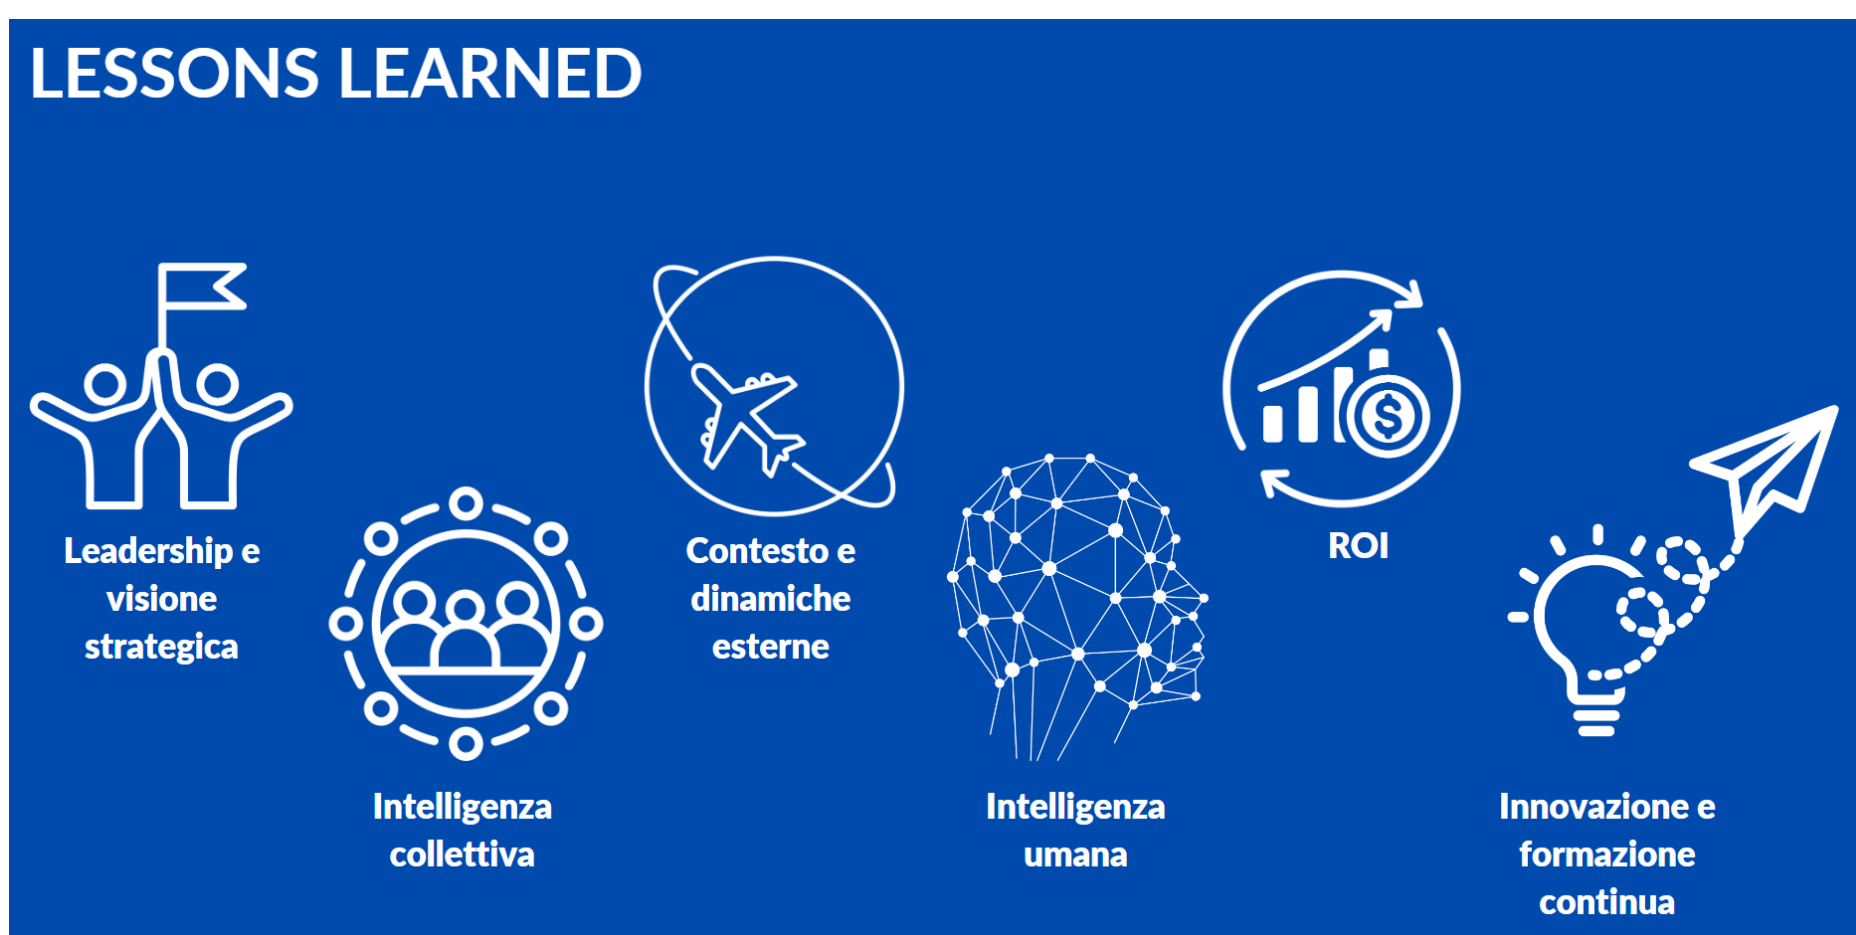 LESSONS LEARNED
Leadership e
visione
strategica
Intelligenza
collettiva
Contesto e
dinamiche
esterne
Intelligenza
umana
$
ROI
Innovazione e
formazione
continua